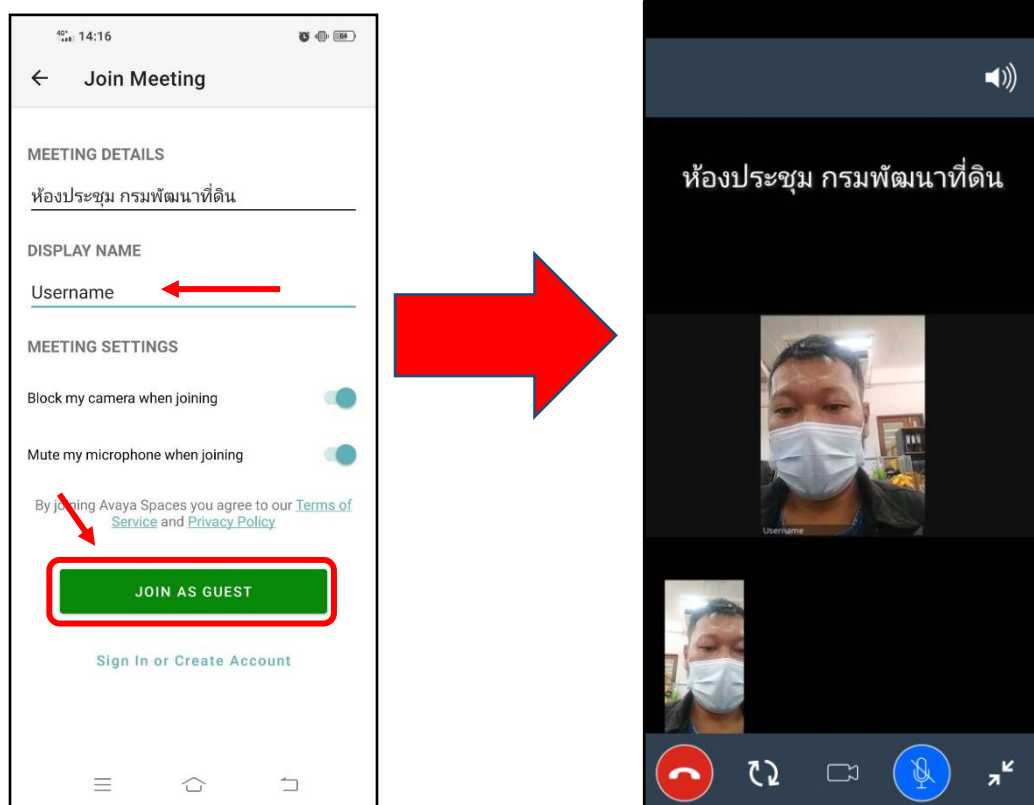 14:16
64
Join Meeting
MEETING DETAILS
ห้องประชุม กรมพัฒนาที่ดิน
DISPLAY NAME
Username
MEETING SETTINGS
Block my camera when joining
Mute my microphone when joining
By joining Avaya Spaces you agree to our Terms of
Service and Privacy Policy
JOIN AS GUEST
Sign In or Create Account
ห้องประชุม กรมพัฒนาที่ดิน
Username